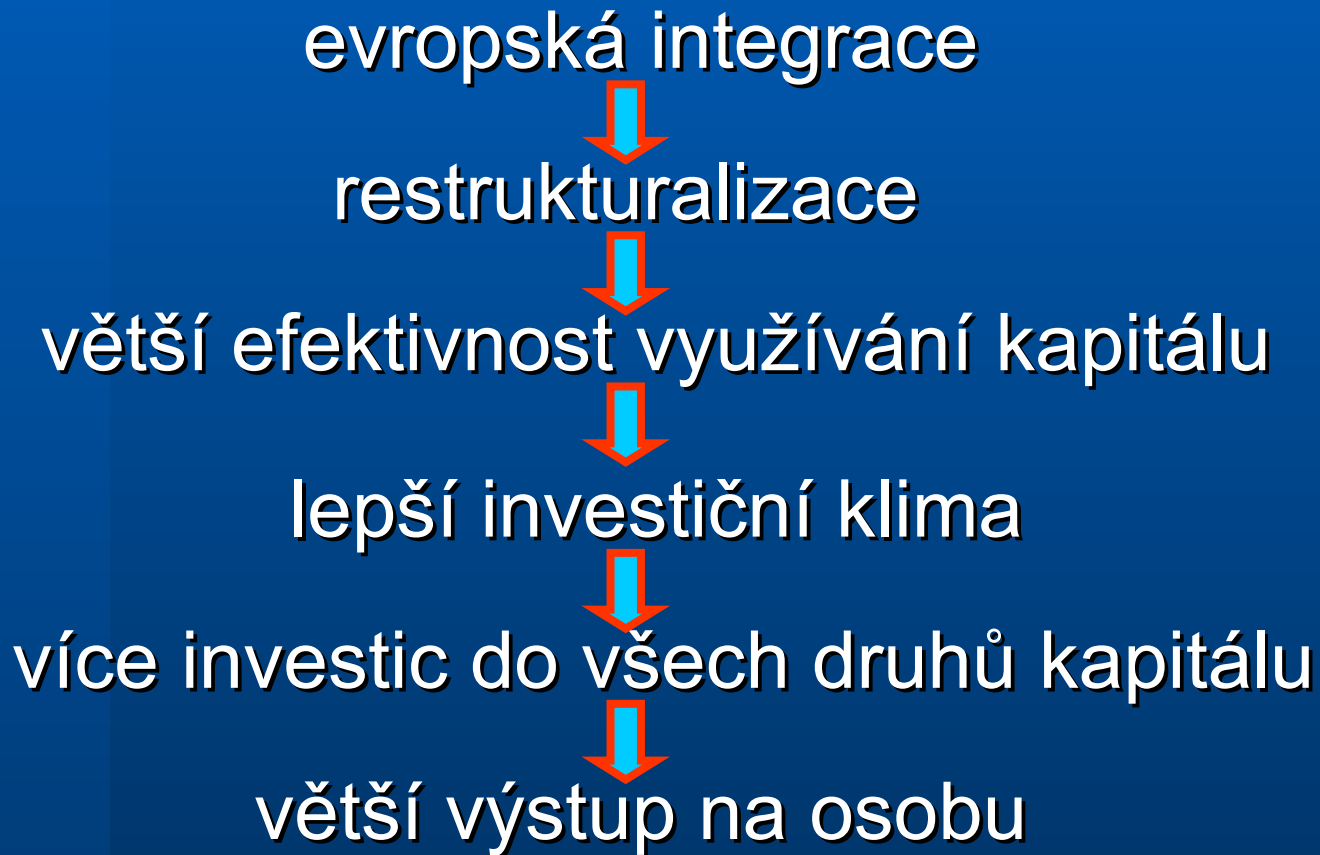 evropská integrace
restrukturalizace
větší efektivnost využívání kapitálu
lepší investiční klima
více investic do všech druhů kapitálu
větší výstup na osobu